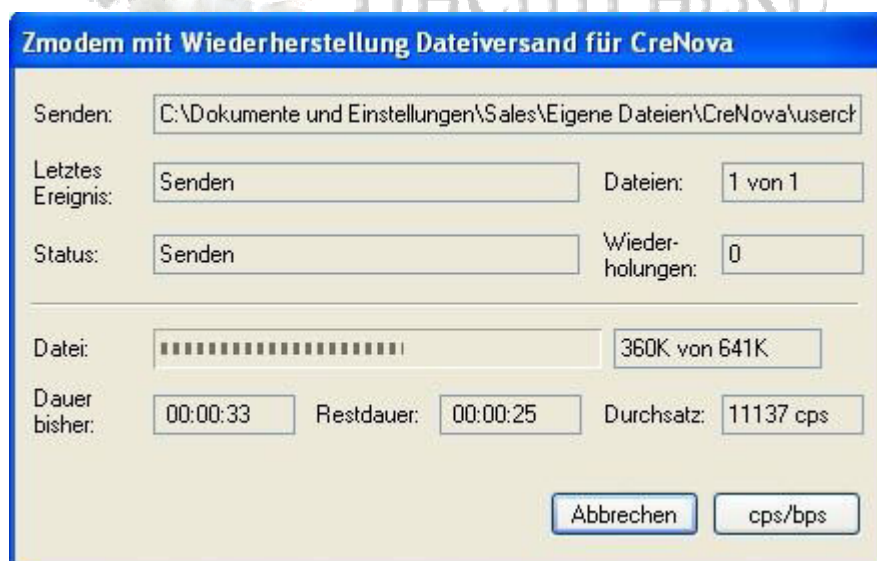 Zmodem mit Wiederherstellung Dateiversand für CreNova
Senden: C:\Dokumente und Einstellungen\Sales\Eigene Dateien\CreNova\userch
Letztes Ereignis: Senden Dateien: 1 von 1
Status: Senden Wieder-holungen: 0
Datei: 360K von 641K
Dauer bisher: 00:00:33 Restdauer: 00:00:25 Durchsatz: 11137 cps
Abbrechen cps/bps